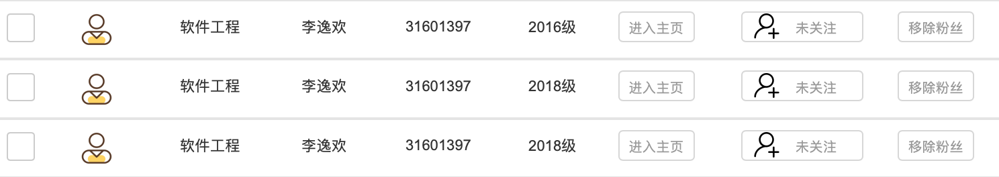 软件工程 李逸欢 31601397 2016级 进入主页 未关注 移除粉丝
软件工程 李逸欢 31601397 2018级 进入主页 未关注 移除粉丝
软件工程 李逸欢 31601397 2018级 进入主页 未关注 移除粉丝